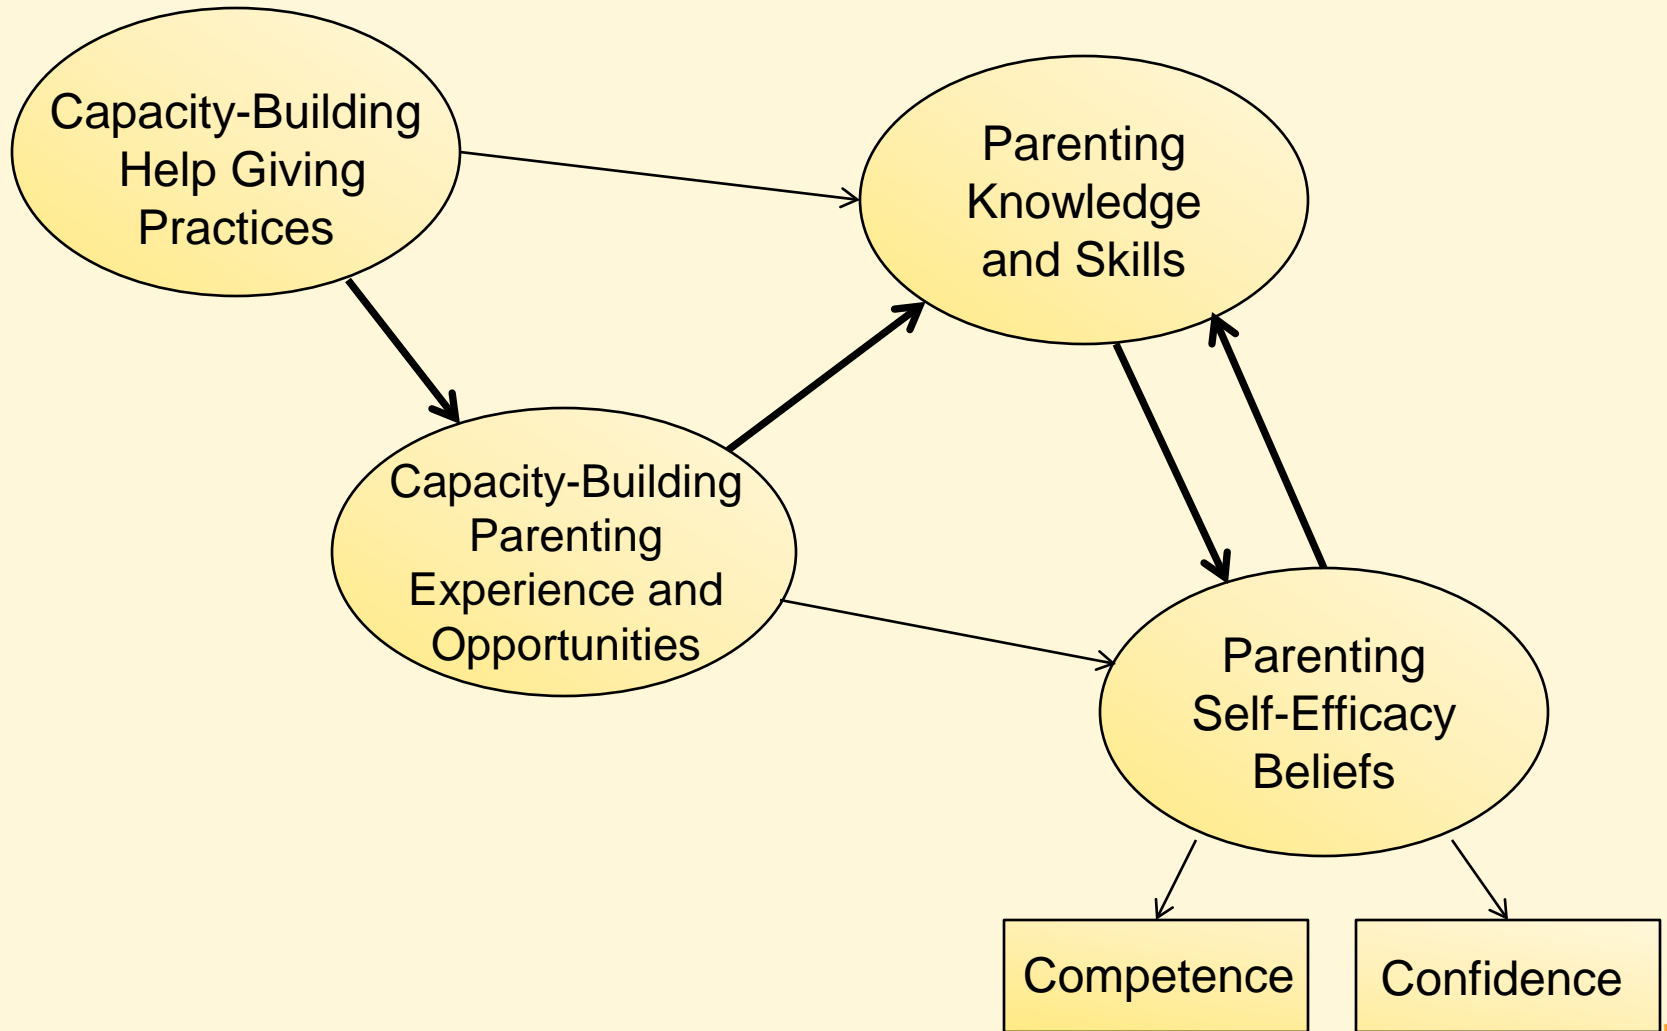 Capacity-Building
Help Giving
Practices
Parenting
Knowledge
and Skills
Capacity-Building
Parenting
Experience and
Opportunities
Parenting
Self-Efficacy
Beliefs
Competence
Confidence